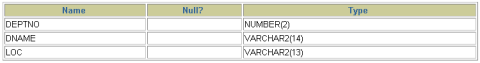 Name Null? Type
DEPTNO NUMBER(2)
DNAME VARCHAR2(14)
LOC VARCHAR2(13)